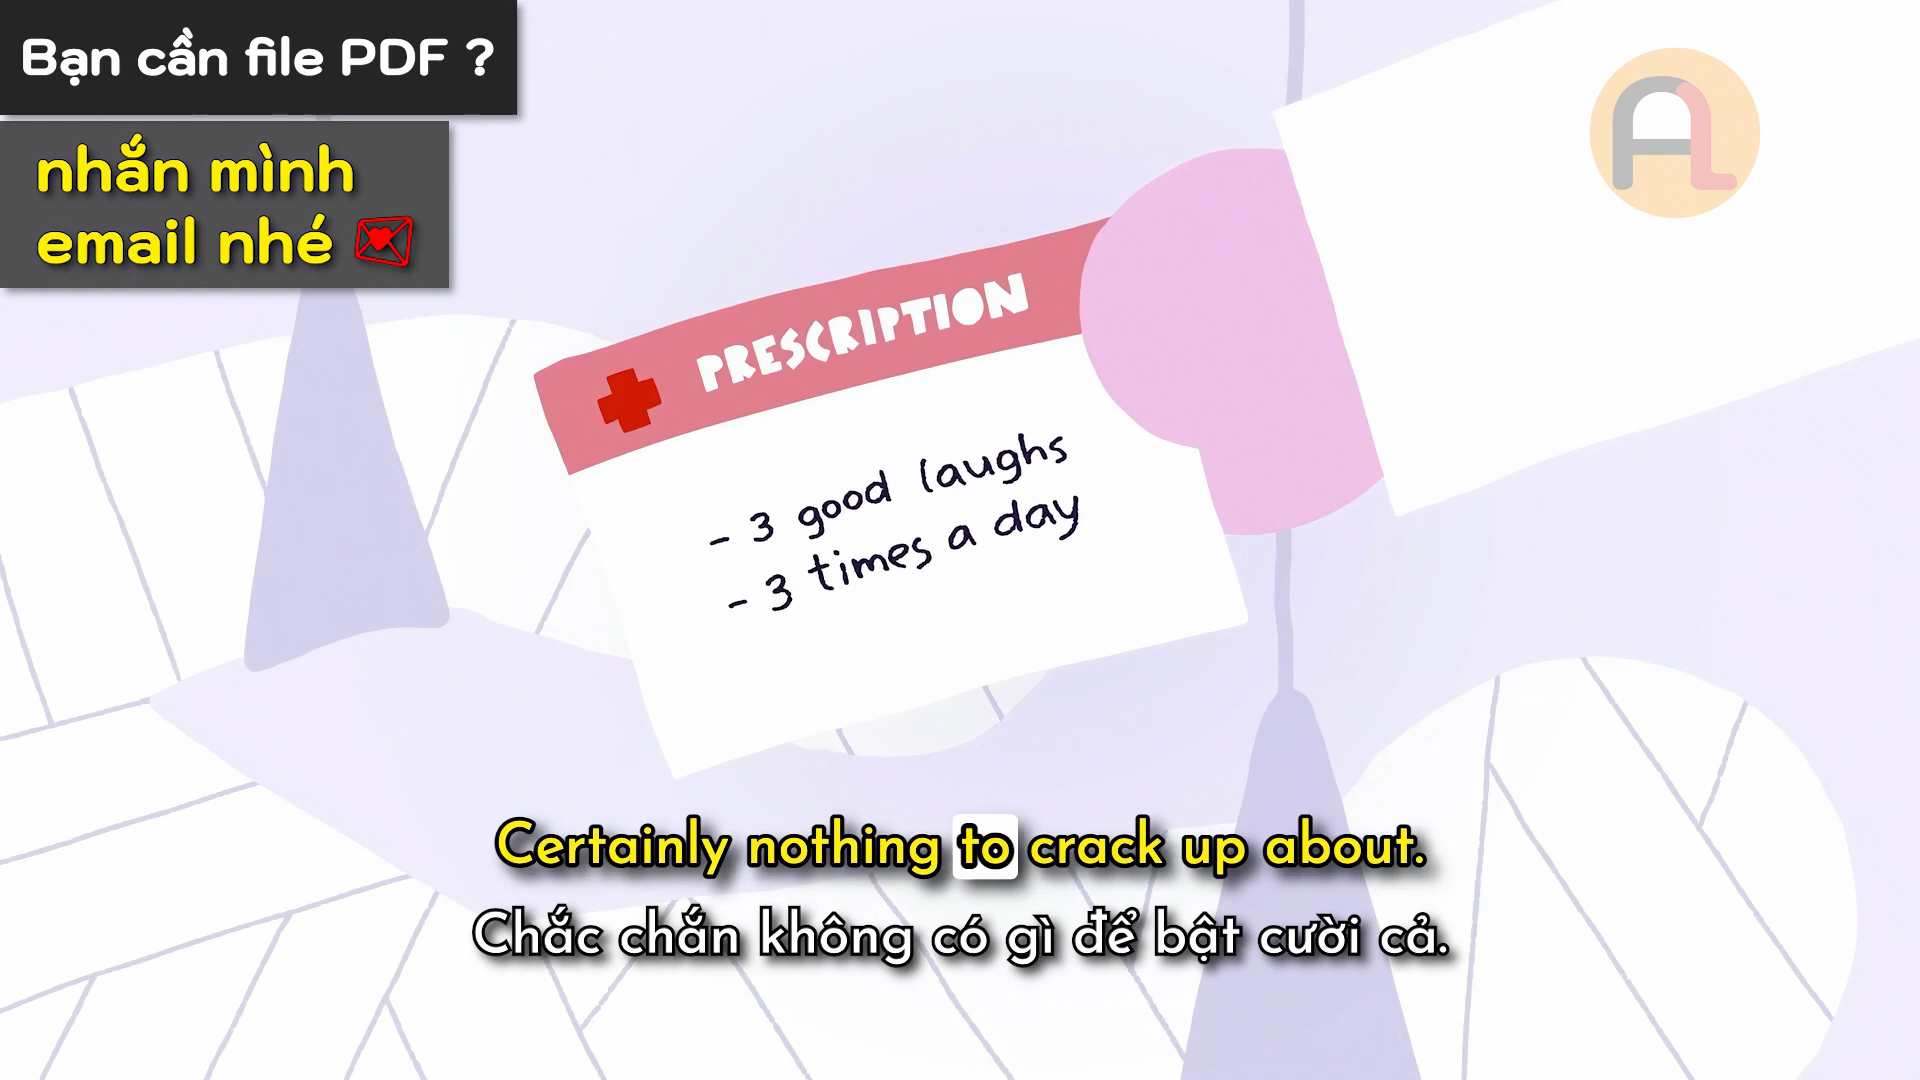 Bạn cần file PDF ?
nhắn mình
email nhé
AL
PRESCRIPTION
- 3 good laughs
- 3 times a day
Certainly nothing to crack up about.
Chắc chắn không có gì để bật cười cả.